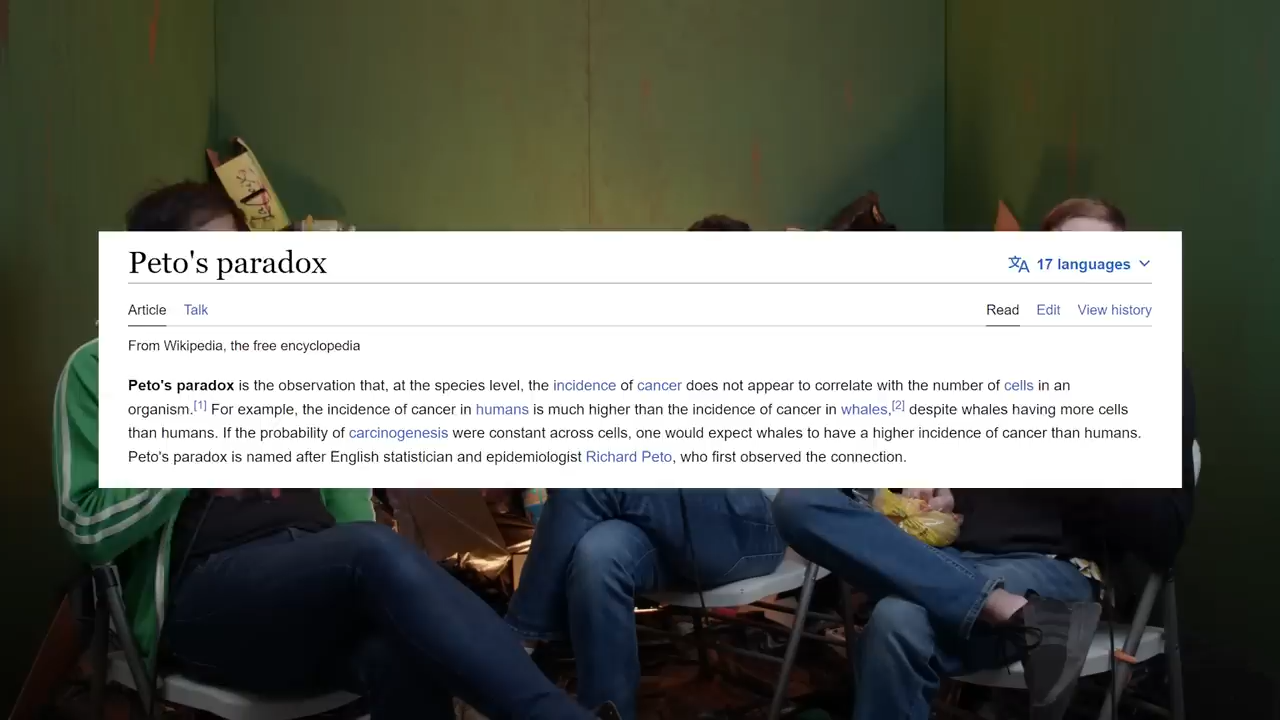 Peto's paradox
17 languages
Article Talk Read Edit View history
From Wikipedia, the free encyclopedia
Peto's paradox is the observation that, at the species level, the incidence of cancer does not appear to correlate with the number of cells in an
organism.[1] For example, the incidence of cancer in humans is much higher than the incidence of cancer in whales,[2] despite whales having more cells
than humans. If the probability of carcinogenesis were constant across cells, one would expect whales to have a higher incidence of cancer than humans.
Peto's paradox is named after English statistician and epidemiologist Richard Peto, who first observed the connection.